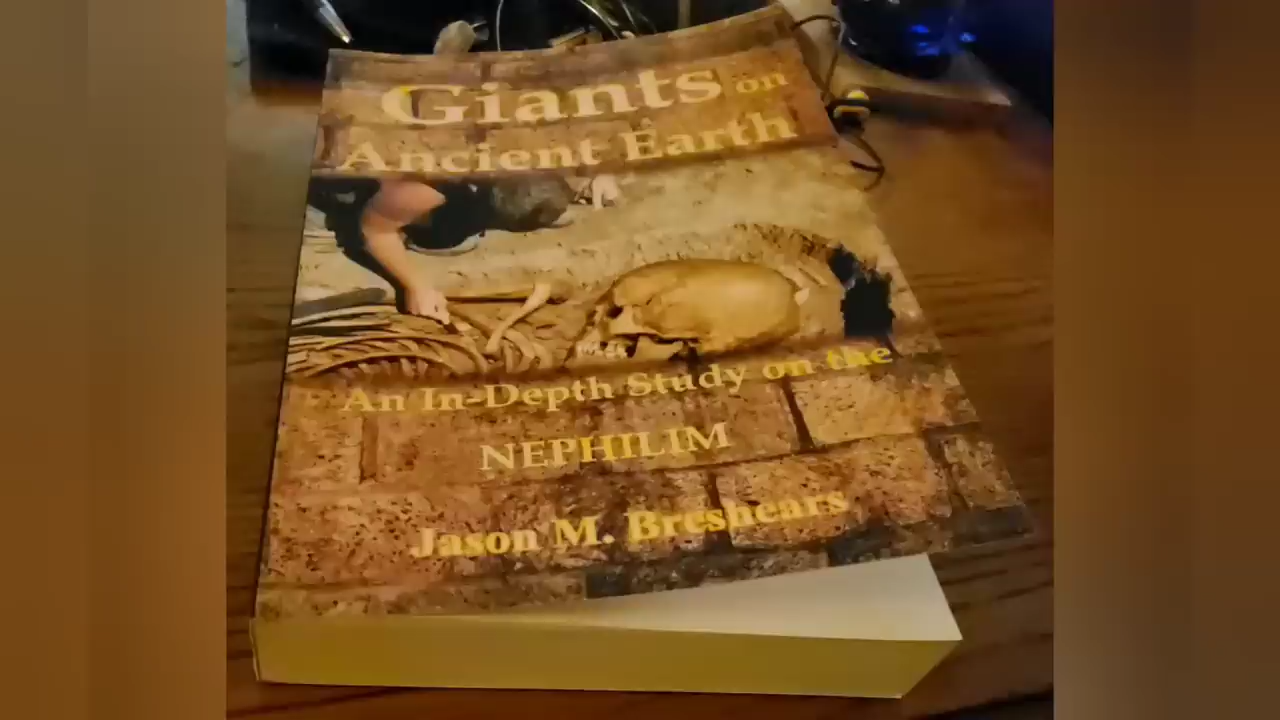 Giants on
Ancient Earth
An In-Depth Study on the
NEPHILIM
Jason M. Breshears